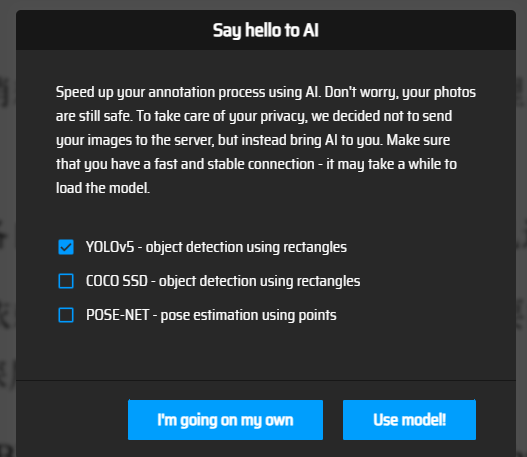 Say hello to AI
Speed up your annotation process using AI. Don't worry, your photos
are still safe. To take care of your privacy, we decided not to send
your images to the server, but instead bring AI to you. Make sure
that you have a fast and stable connection - it may take a while to
load the model.
YOLOv5 - object detection using rectangles
COCO SSD - object detection using rectangles
POSE-NET - pose estimation using points
I'm going on my own
Use model!